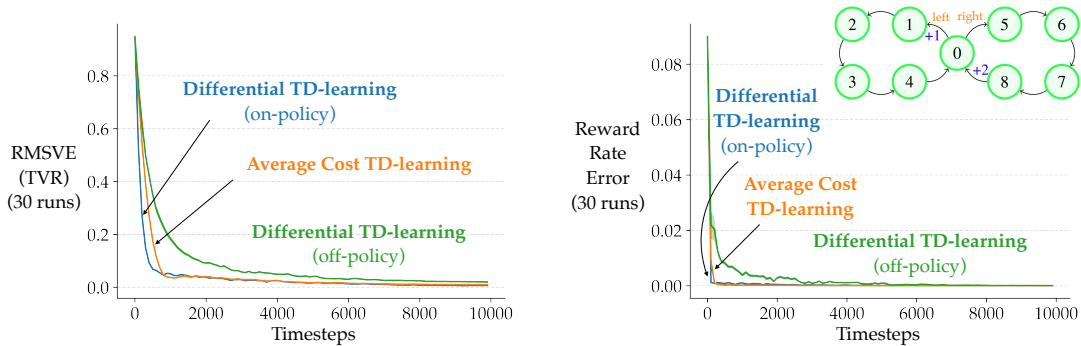 RMSVE
(TVR)
(30 runs)
0.8
0.6
0.4
0.2
0.0
Differential TD-learning
(on-policy)
Average Cost TD-learning
Differential TD-learning
(off-policy)
0
2000
4000
6000
8000
10000
Timesteps
Reward
Rate
Error
(30 runs)
0.08
0.06
0.04
0.02
0.00
Differential
TD-learning
(on-policy)
Average Cost
TD-learning
Differential TD-learning
(off-policy)
0
2000
4000
6000
8000
10000
Timesteps
left right
2 1 5 6
+1
0
+2
3 4 8 7